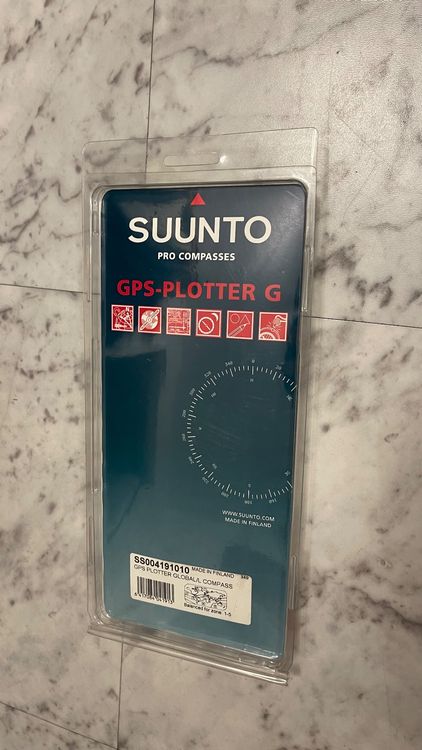 SUUNTO
PRO COMPASSES
GPS-PLOTTER G
WWW.SUUNTO.COM
MADE IN FINLAND
SS004191010 MADE IN FINLAND
GPS PLOTTER GLOBAL/L COMPASS
Balanced for zone 1-5